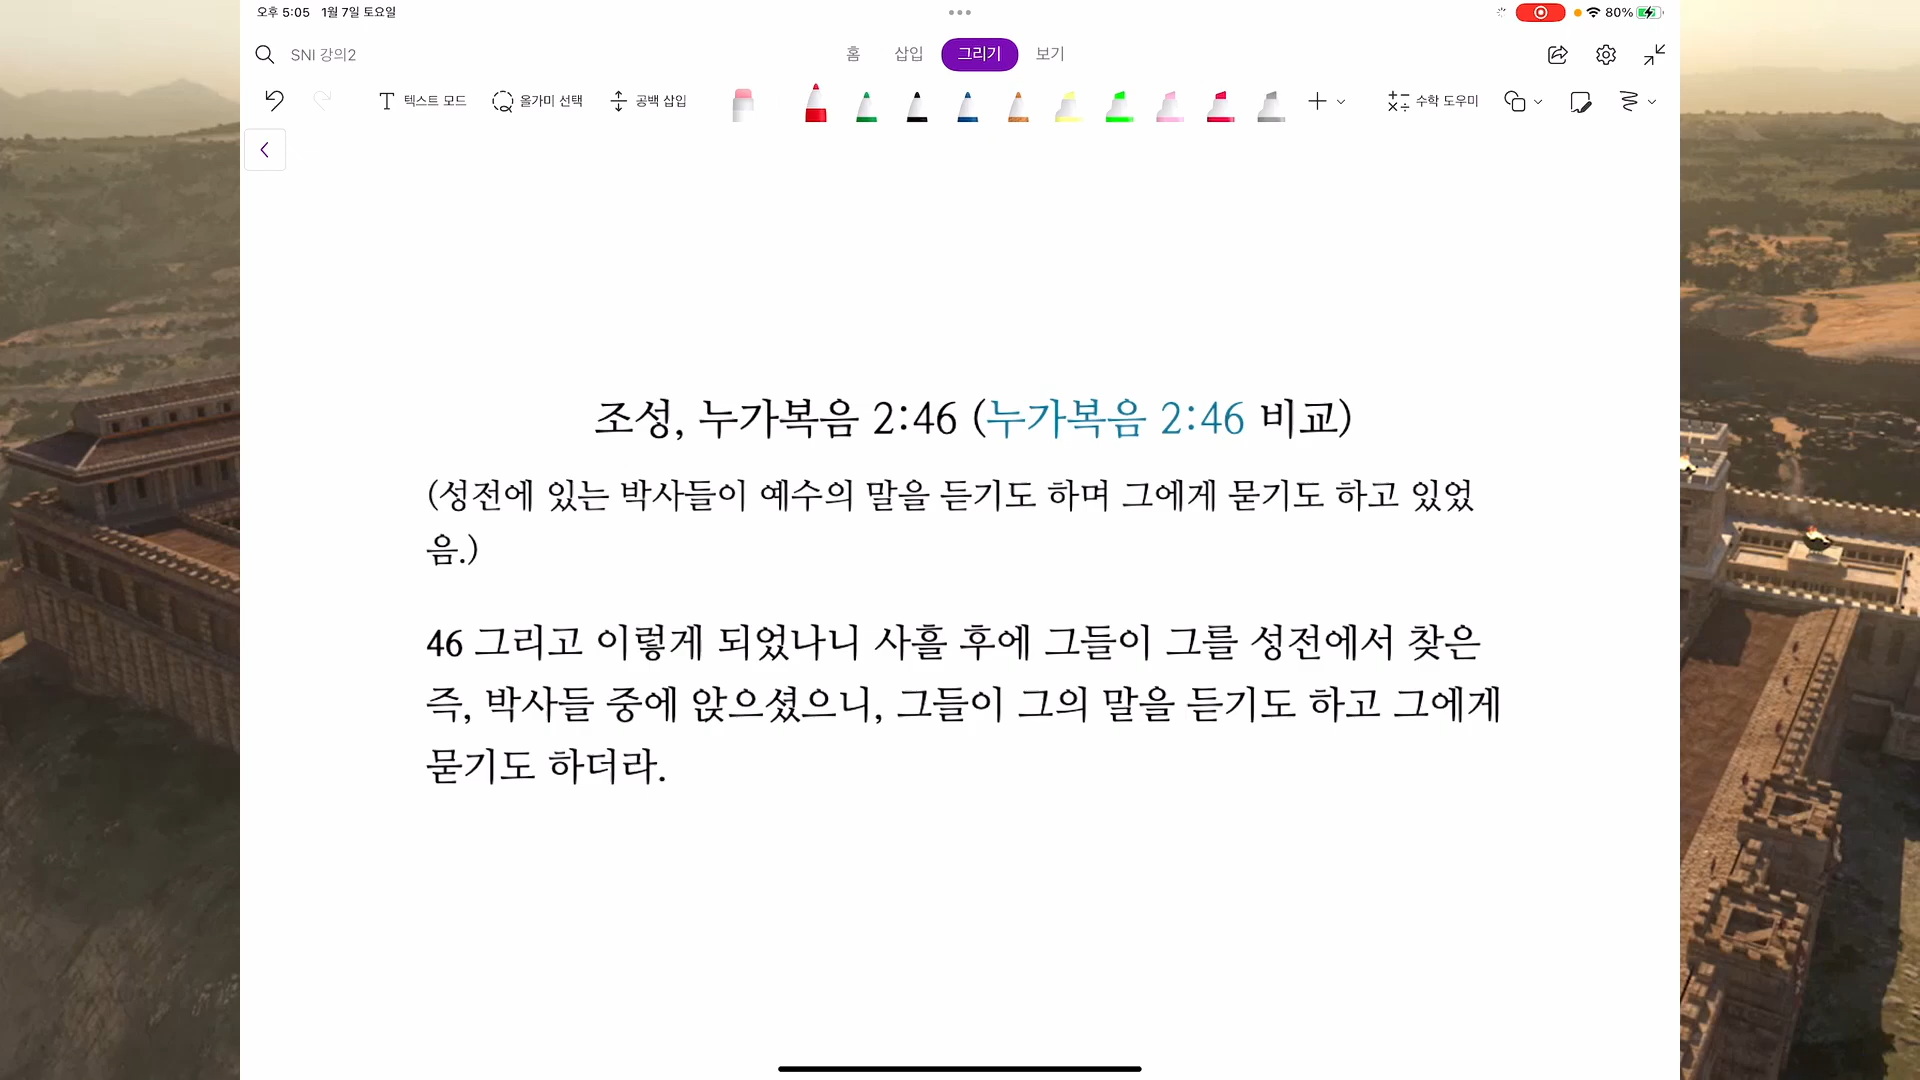 오후 5:05 1월 7일 토요일
80%
SNI 강의2
홈 삽입 그리기 보기
텍스트 모드 올가미 선택 공백 삽입 수학 도우미
조성, 누가복음 2:46 (누가복음 2:46 비교)
(성전에 있는 박사들이 예수의 말을 듣기도 하며 그에게 묻기도 하고 있었
음.)
46 그리고 이렇게 되었나니 사흘 후에 그들이 그를 성전에서 찾은
즉, 박사들 중에 앉으셨으니, 그들이 그의 말을 듣기도 하고 그에게
묻기도 하더라.